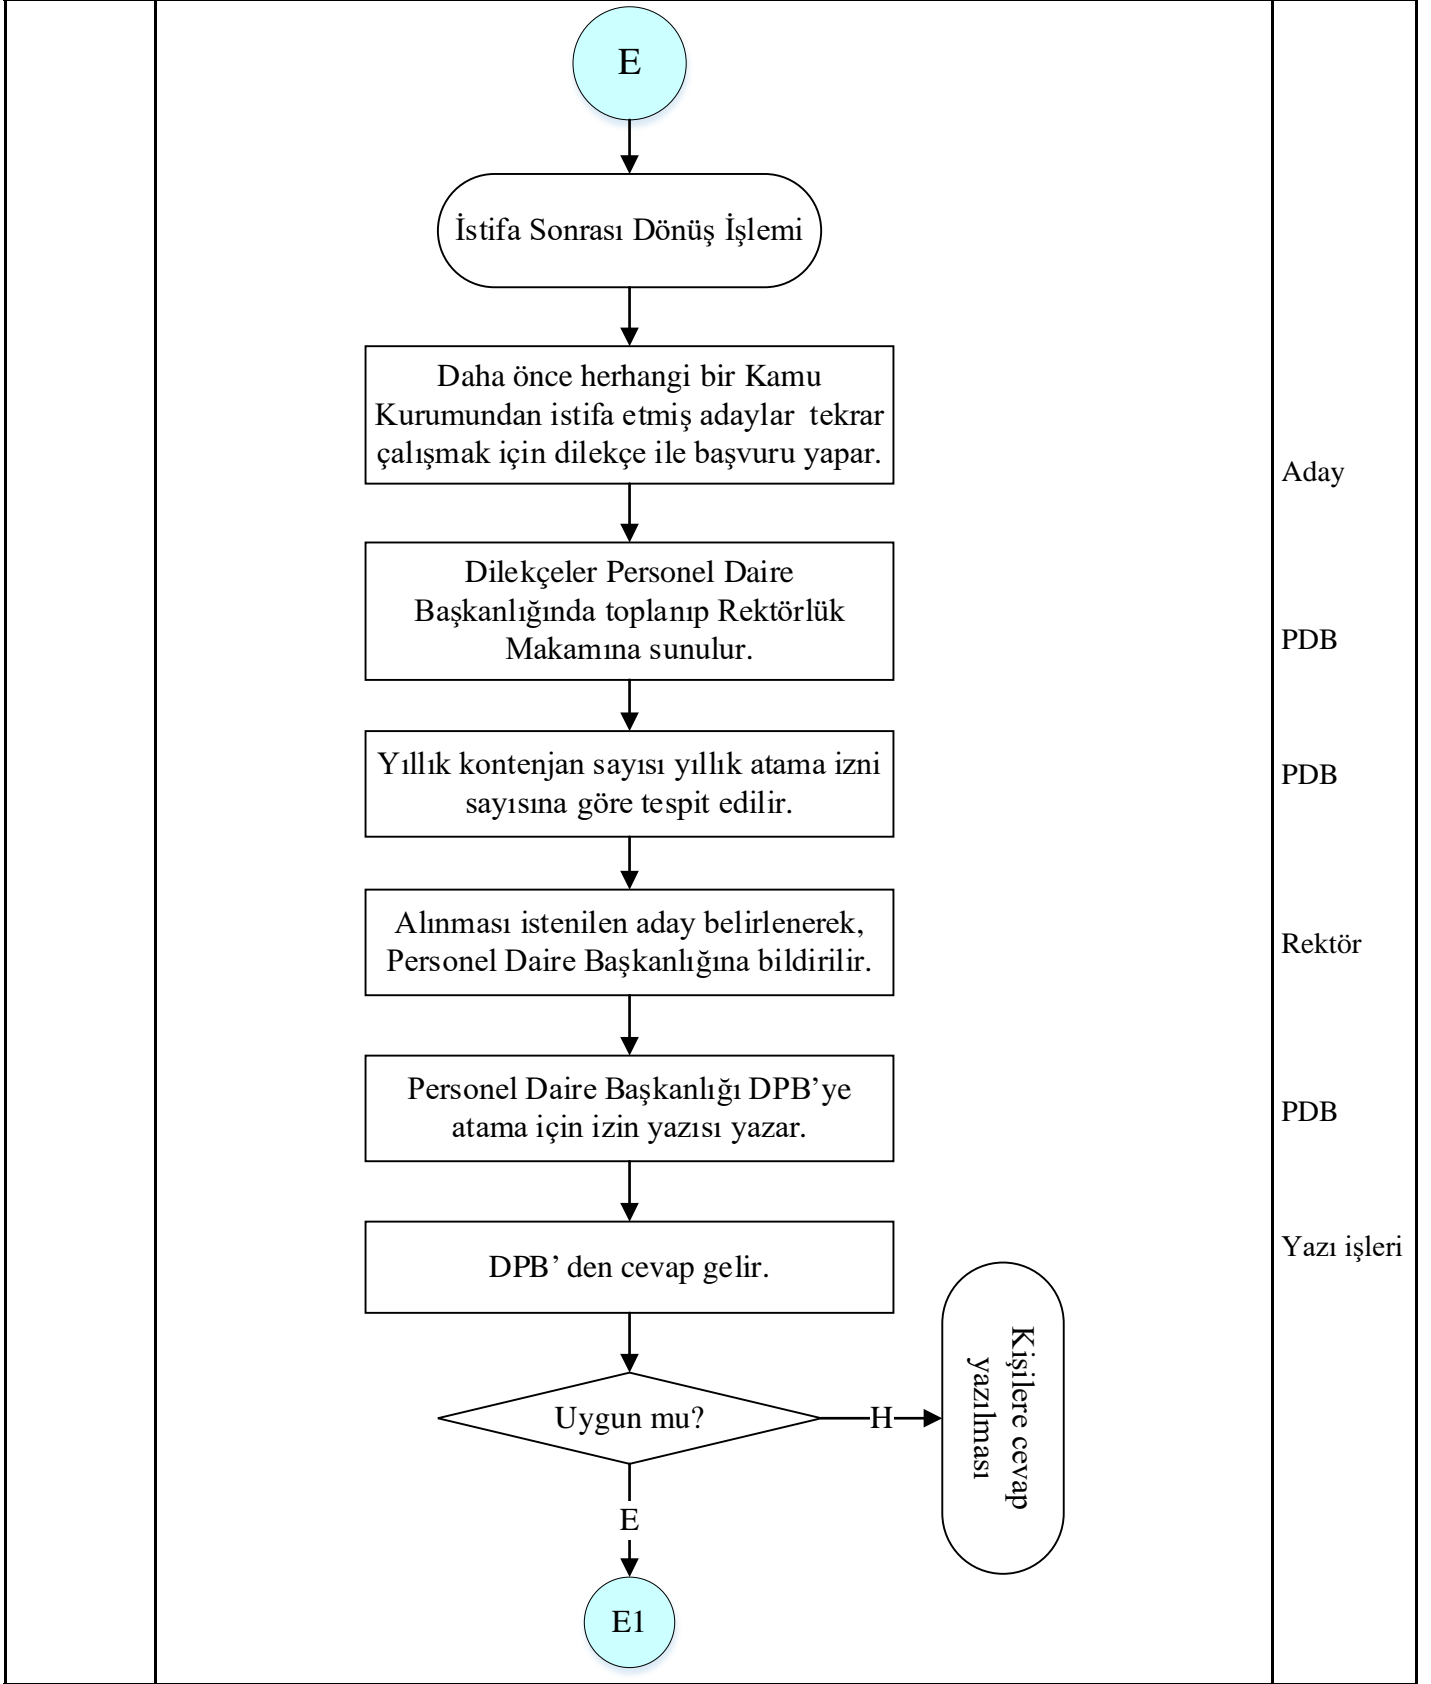 E
İstifa Sonrası Dönüş İşlemi
Daha önce herhangi bir Kamu
Kurumundan istifa etmiş adaylar tekrar
çalışmak için dilekçe ile başvuru yapar.
Aday
Dilekçeler Personel Daire
Başkanlığında toplanıp Rektörlük
Makamına sunulur.
PDB
Yıllık kontenjan sayısı yıllık atama izni
sayısına göre tespit edilir.
PDB
Alınması istenilen aday belirlenerek,
Personel Daire Başkanlığına bildirilir.
Rektör
Personel Daire Başkanlığı DPB’ye
atama için izin yazısı yazar.
PDB
DPB’ den cevap gelir.
Yazı işleri
Uygun mu?
H
Kişilere cevap
yazılması
E
E1